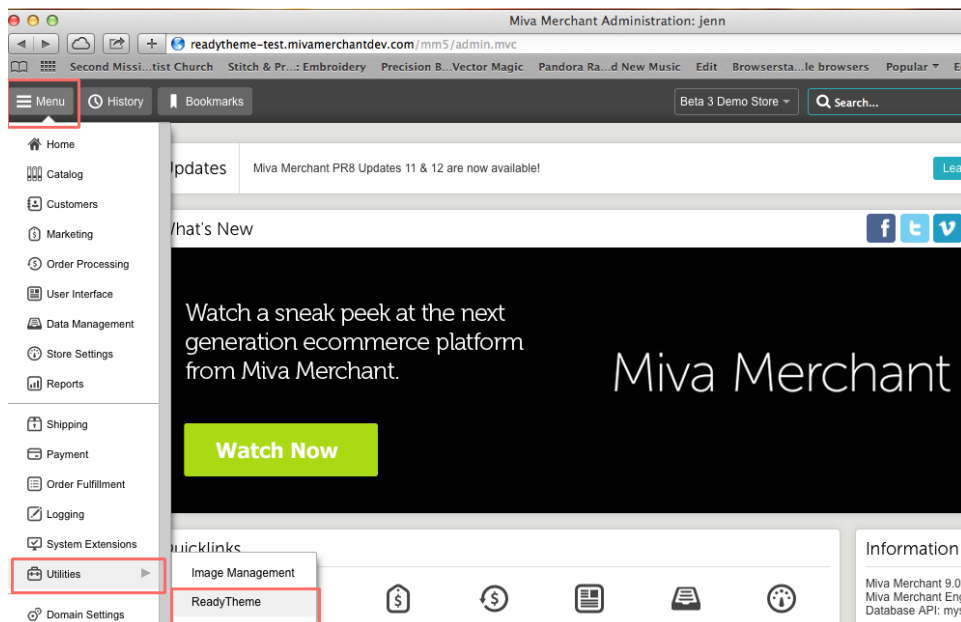 Miva Merchant Administration: jenn
readytheme-test.mivamerchantdev.com/mm5/admin.mvc
Second Missi...tist Church Stitch & Pr...: Embroidery Precision B...Vector Magic Pandora Ra...d New Music Edit Browsersta...le browsers Popular
Menu History Bookmarks Beta 3 Demo Store Search...
Home
Catalog
Customers
Marketing
Order Processing
User Interface
Data Management
Store Settings
Reports
Shipping
Payment
Order Fulfillment
Logging
System Extensions
Utilities
Domain Settings
Image Management
ReadyTheme
Updates Miva Merchant PR8 Updates 11 & 12 are now available!
What's New
Watch a sneak peek at the next
generation ecommerce platform
from Miva Merchant.
Miva Merchant
Watch Now
Quicklinks
Information
Miva Merchant 9.0
Miva Merchant Eng
Database API: mys